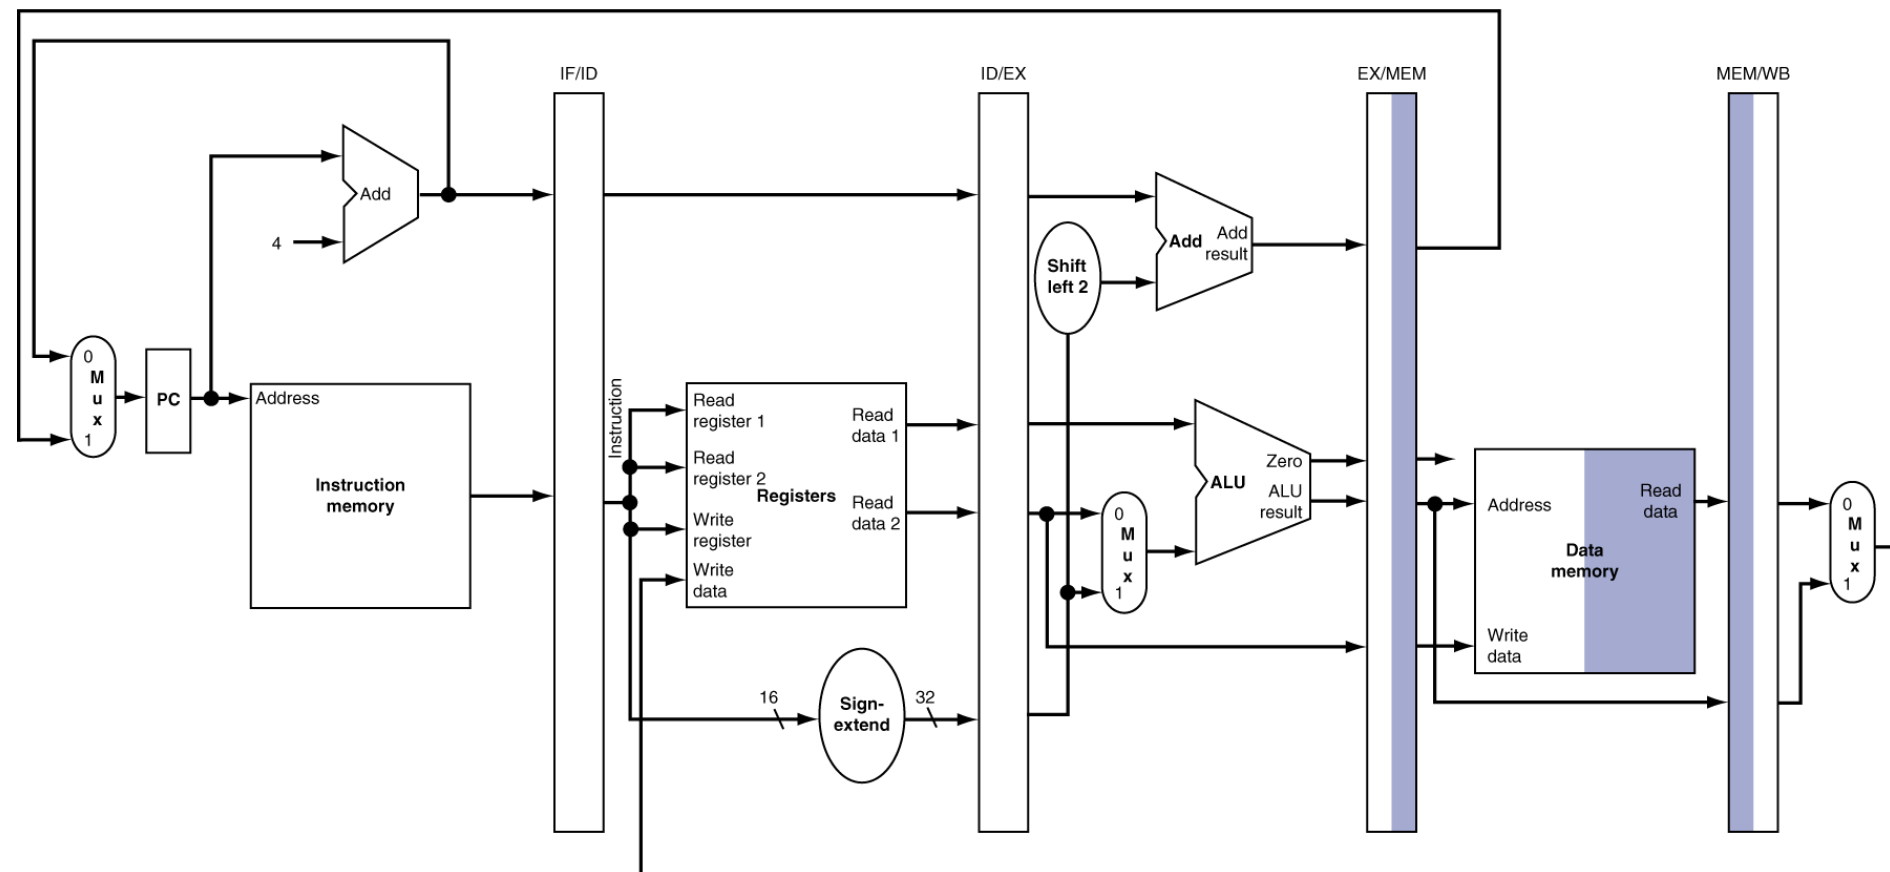 IF/ID
ID/EX
EX/MEM
MEM/WB
Add
4
Add
Add
result
Shift
left 2
0
M
u
x
1
PC
Address
Instruction
memory
Instruction
Read
register 1
Read
register 2
Write
register
Write
data
Registers
Read
data 1
Read
data 2
16
Sign-
extend
32
0
M
u
x
1
ALU
Zero
ALU
result
Address
Write
data
Data
memory
Read
data
0
M
u
x
1